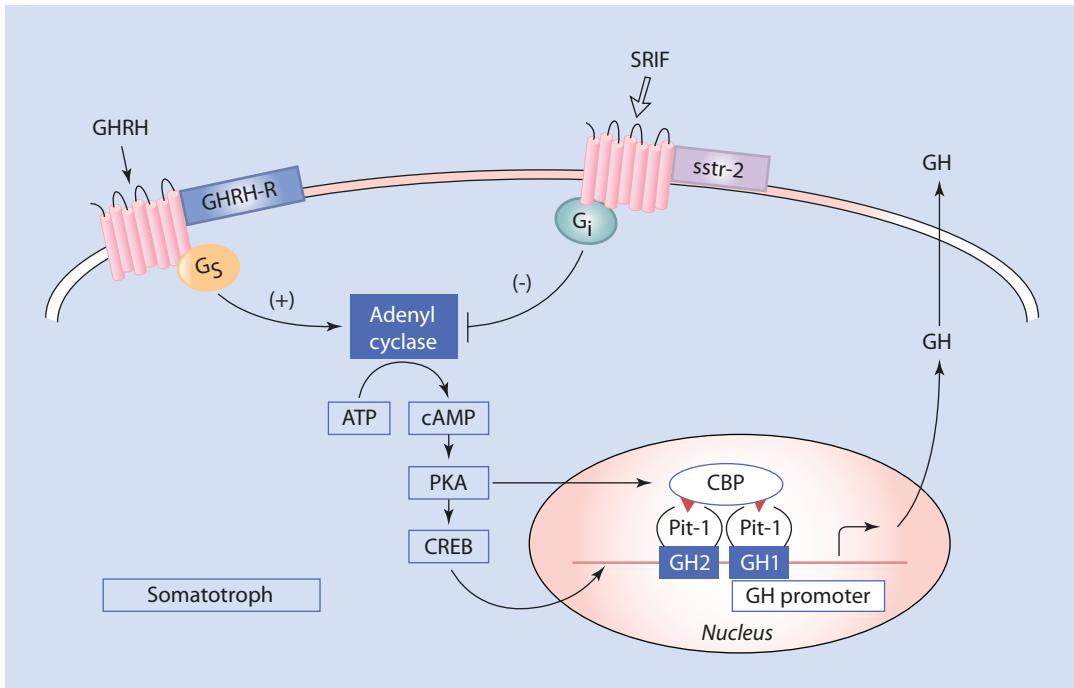 SRIF
GHRH
GHRH-R
sstr-2
GH
Gi
GS
(+)
(-)
Adenyl
cyclase
GH
ATP
cAMP
PKA
CBP
Pit-1
Pit-1
CREB
GH2
GH1
Somatotroph
GH promoter
Nucleus